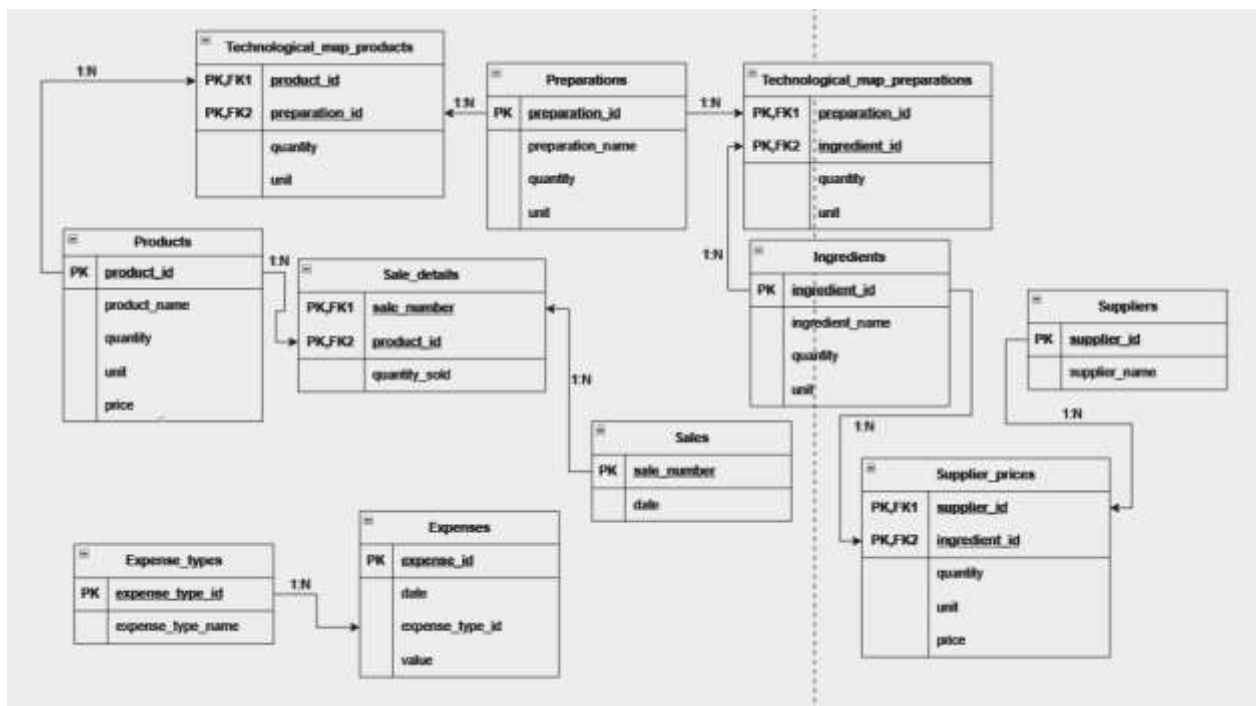 Technological_map_products
PK,FK1 product_id
PK,FK2 preparation_id
quantity
unit
1:N
1:N
Preparations
PK preparation_id
preparation_name
quantity
unit
1:N
Technological_map_preparations
PK,FK1 preparation_id
PK,FK2 ingredient_id
quantity
unit
Products
PK product_id
product_name
quantity
unit
price
1:N
Sale_details
PK,FK1 sale_number
PK,FK2 product_id
quantity_sold
1:N
1:N
Ingredients
PK ingredient_id
ingredient_name
quantity
unit
1:N
Suppliers
PK supplier_id
supplier_name
1:N
Sales
PK sale_number
date
Supplier_prices
PK,FK1 supplier_id
PK,FK2 ingredient_id
quantity
unit
price
Expense_types
PK expense_type_id
expense_type_name
1:N
Expenses
PK expense_id
date
expense_type_id
value